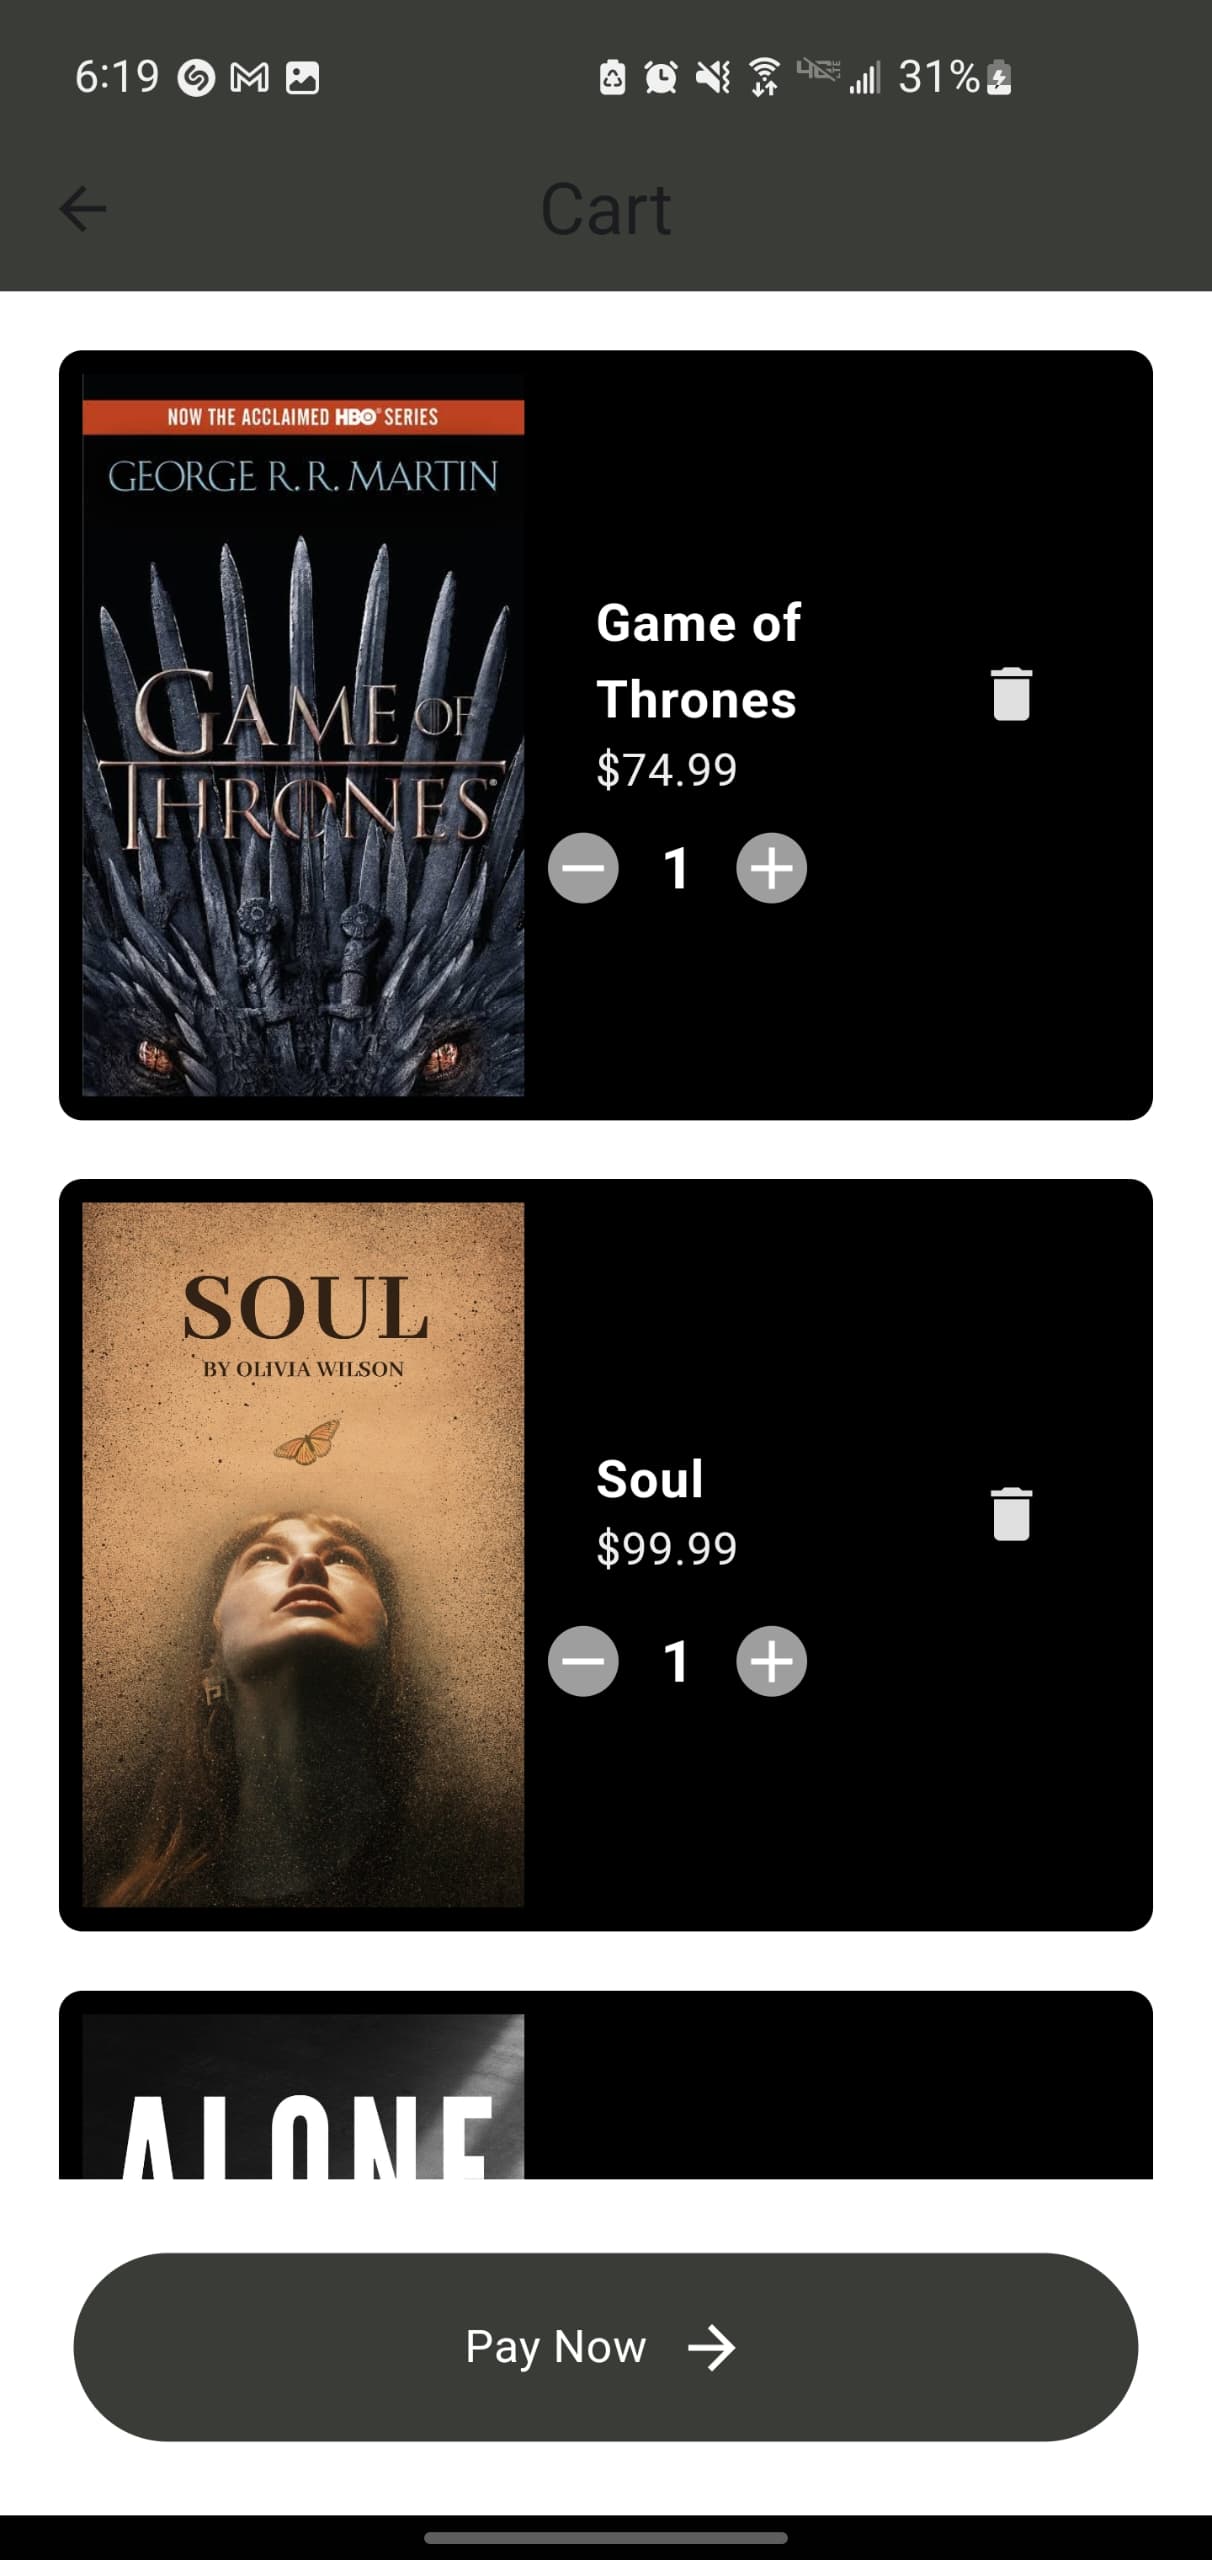 6:19
31%
Cart
NOW THE ACCLAIMED HBO® SERIES
GEORGE R. R. MARTIN
GAME OF
THRONES®
Game of
Thrones
$74.99
1
SOUL
BY OLIVIA WILSON
Soul
$99.99
1
ALONE
Pay Now